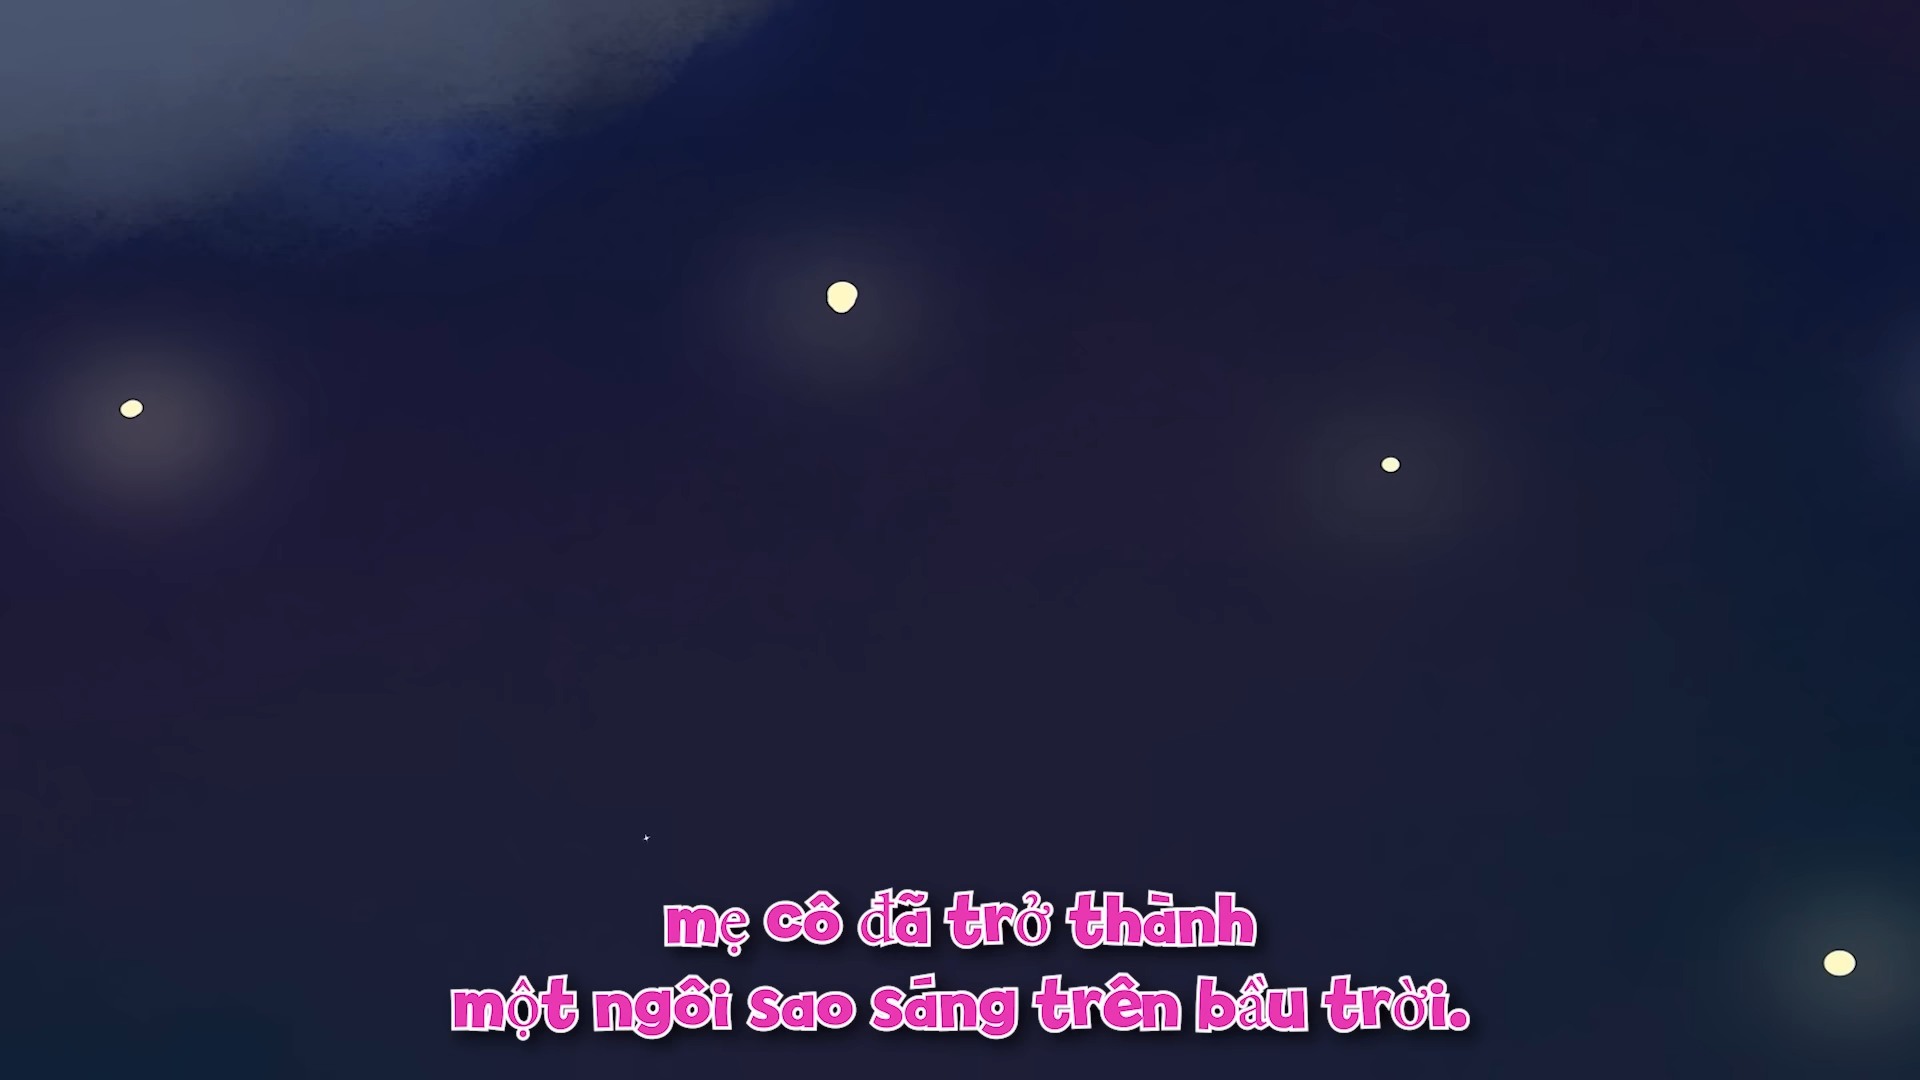 mẹ cô đã trở thành
một ngôi sao sáng trên bầu trời.